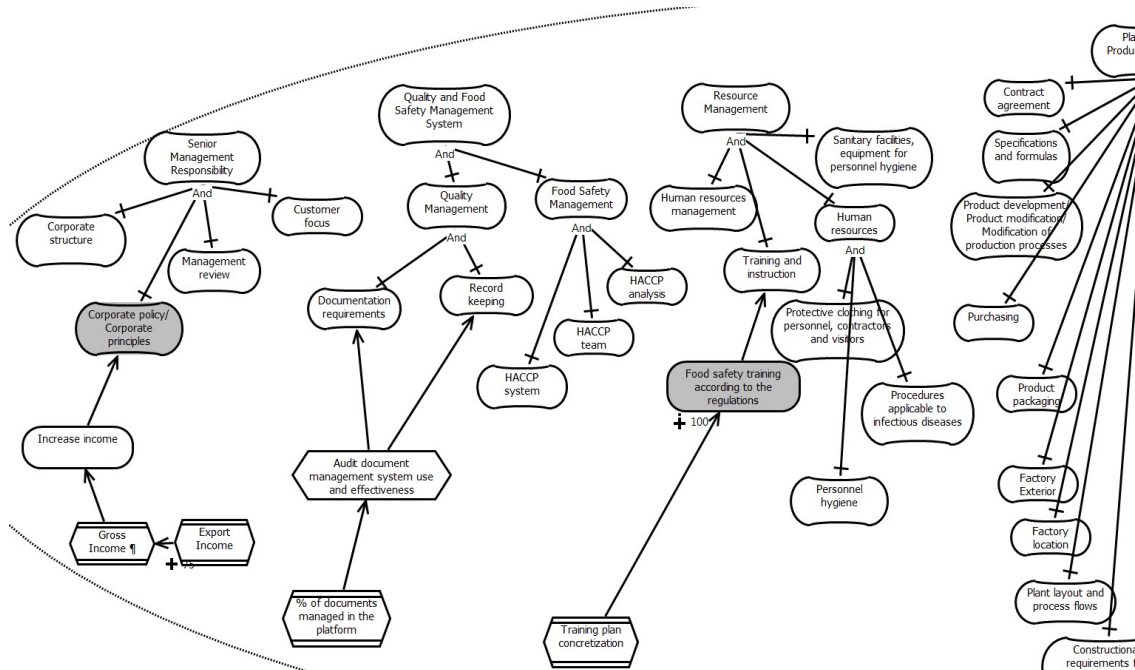 Senior
Management
Responsibility
And
Corporate
structure
Customer
focus
Management
review
Corporate policy/
Corporate
principles
Increase income
Gross
Income ¶
Export
Income
75
Quality and Food
Safety Management
System
And
Quality
Management
And
Food Safety
Management
And
Documentation
requirements
Record
keeping
HACCP
analysis
HACCP
team
HACCP
system
Audit document
management system use
and effectiveness
% of documents
managed in the
platform
Resource
Management
And
Sanitary facilities,
equipment for
personnel hygiene
Human resources
management
Human
resources
And
Training and
instruction
Protective clothing for
personnel, contractors
and visitors
Food safety training
according to the
regulations
100
Procedures
applicable to
infectious diseases
Personnel
hygiene
Training plan
concretization
Contract
agreement
Specifications
and formulas
Product development/
Product modification/
Modification of
production processes
Purchasing
Product
packaging
Factory
Exterior
Factory
location
Plant layout and
process flows
Constructiona
requirements